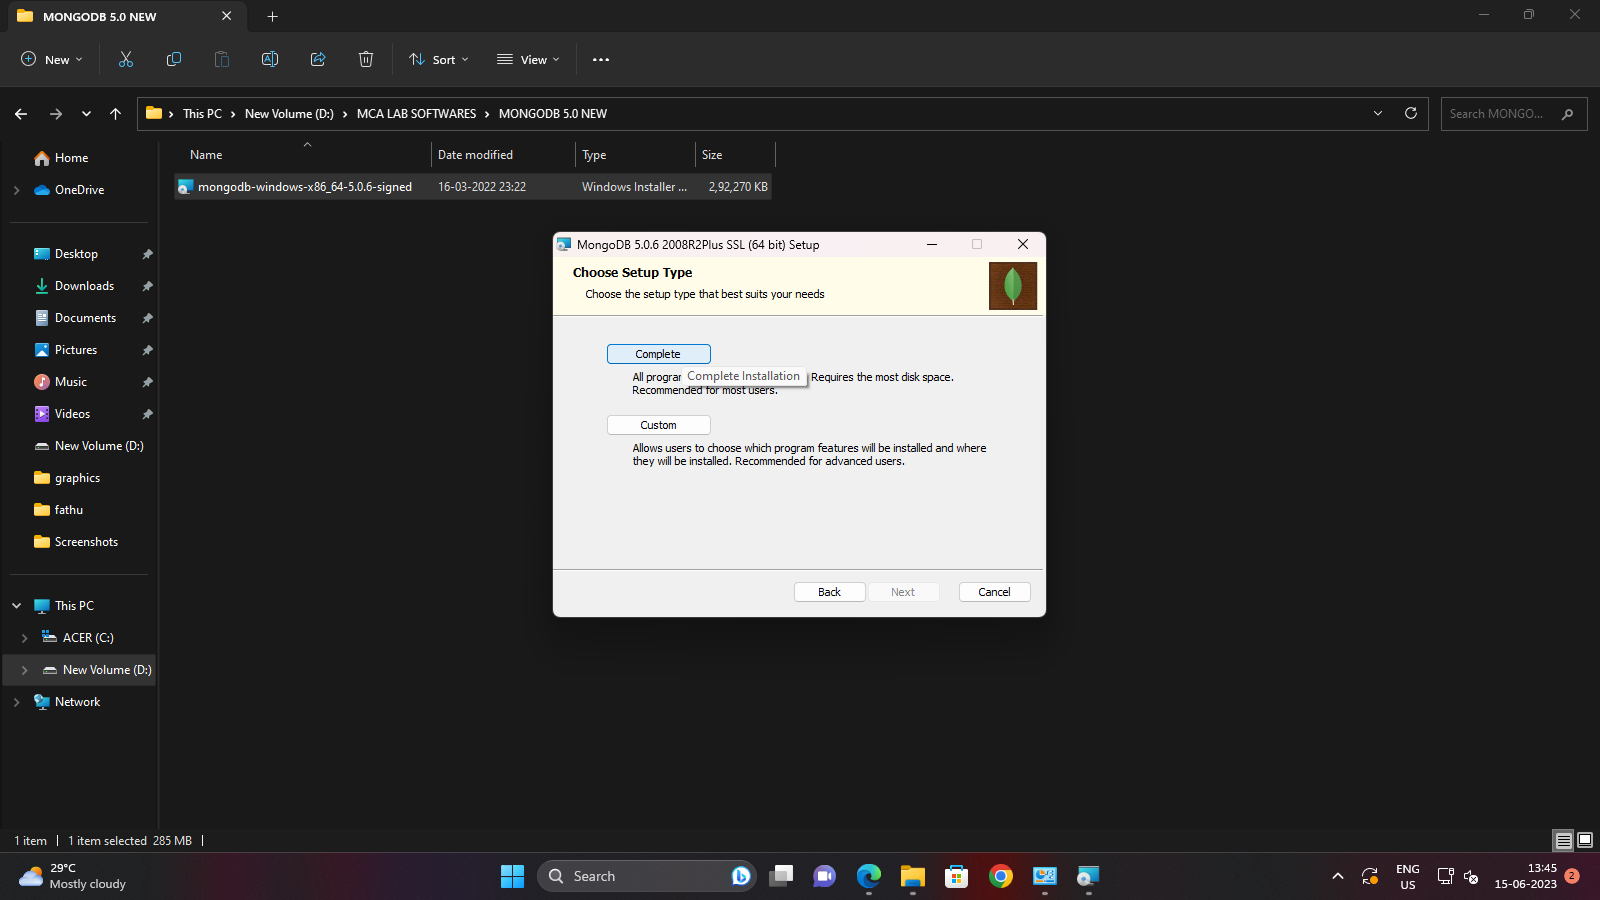 MONGODB 5.0 NEW
New
Sort
View
This PC
New Volume (D:)
MCA LAB SOFTWARES
MONGODB 5.0 NEW
Search MONGO...
Home
OneDrive
Desktop
Downloads
Documents
Pictures
Music
Videos
New Volume (D:)
graphics
fathu
Screenshots
This PC
ACER (C:)
New Volume (D:)
Network
Name
Date modified
Type
Size
mongodb-windows-x86_64-5.0.6-signed
16-03-2022 23:22
Windows Installer ...
2,92,270 KB
MongoDB 5.0.6 2008R2Plus SSL (64 bit) Setup
Choose Setup Type
Choose the setup type that best suits your needs
Complete
All program Complete Installation Requires the most disk space.
Recommended for most users.
Custom
Allows users to choose which program features will be installed and where
they will be installed. Recommended for advanced users.
Back
Next
Cancel
1 item
1 item selected 285 MB
29°C
Mostly cloudy
Search
ENG
US
13:45
15-06-2023
2